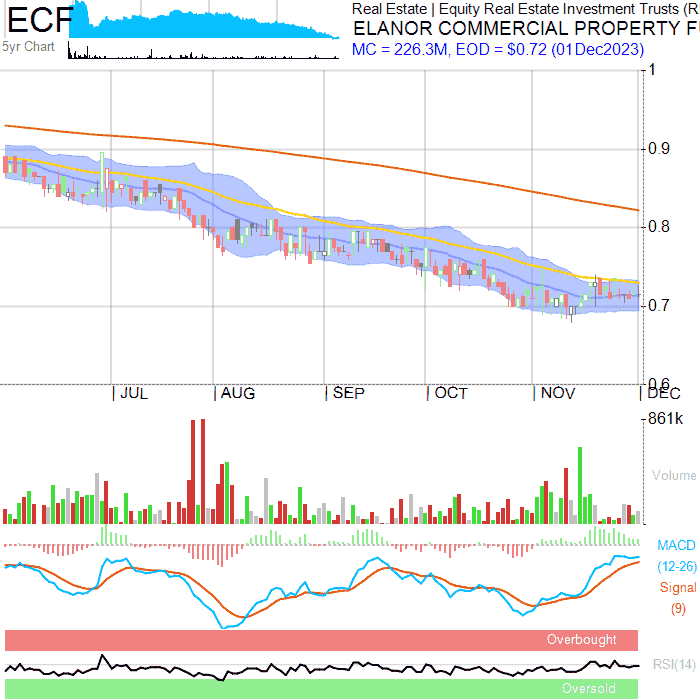 ECF
5yr Chart
Real Estate | Equity Real Estate Investment Trusts (R
ELANOR COMMERCIAL PROPERTY F
MC = 226.3M, EOD = $0.72 (01Dec2023)
1
0.9
0.8
0.7
0.6
JUL AUG SEP OCT NOV DEC
861k
Volume
MACD
(12-26)
Signal
(9)
Overbought
RSI(14)
Oversold